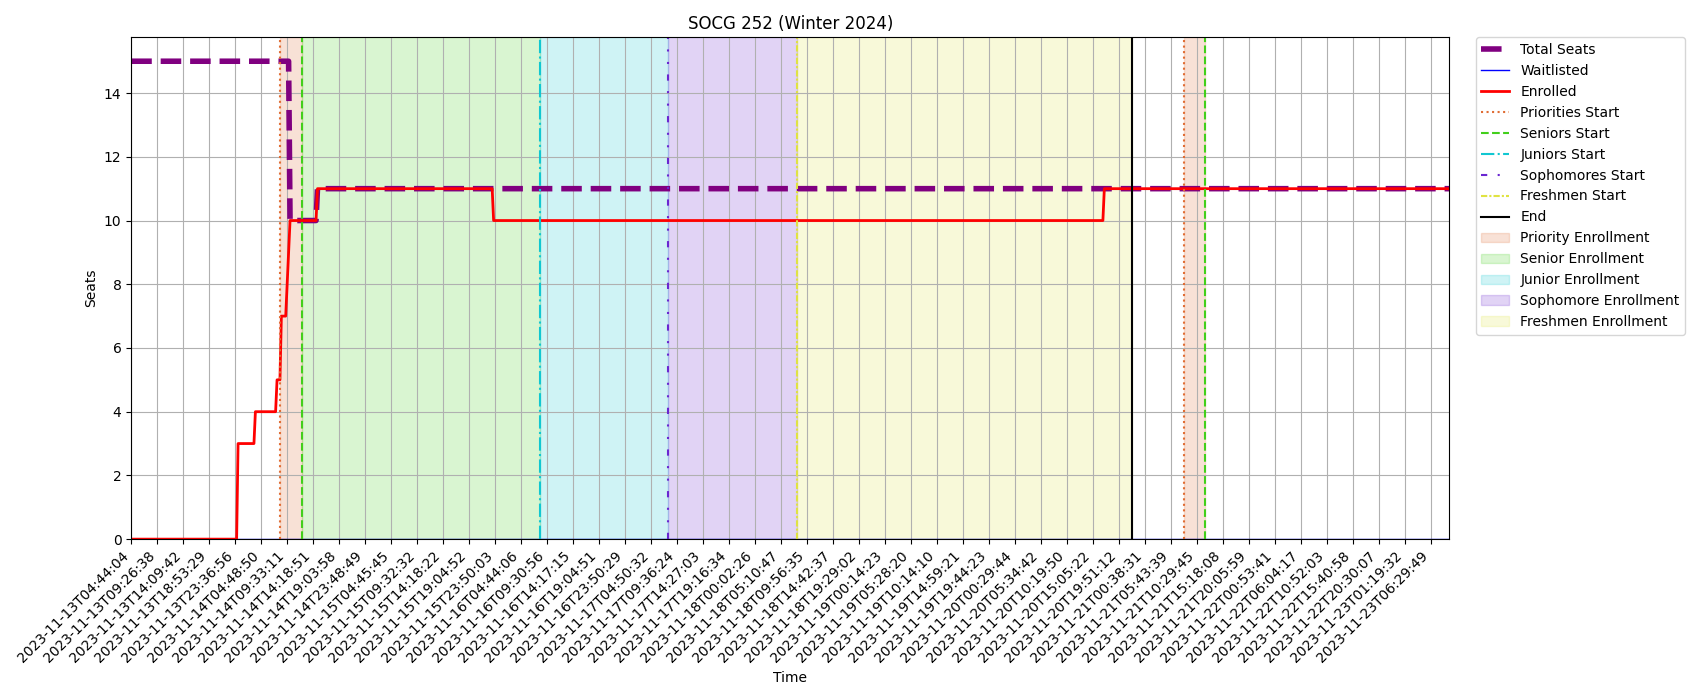 SOCG 252 (Winter 2024)
Seats
14
12
10
8
6
4
2
0
2023-11-13T04:44:04
2023-11-13T09:26:38
2023-11-13T14:09:42
2023-11-13T18:53:29
2023-11-13T23:36:56
2023-11-14T04:48:50
2023-11-14T09:33:11
2023-11-14T14:18:51
2023-11-14T19:03:58
2023-11-14T23:48:49
2023-11-15T04:45:45
2023-11-15T09:32:32
2023-11-15T14:18:22
2023-11-15T19:04:52
2023-11-15T23:50:03
2023-11-16T04:44:06
2023-11-16T09:30:56
2023-11-16T14:17:15
2023-11-16T19:04:51
2023-11-16T23:50:29
2023-11-17T04:50:32
2023-11-17T09:36:24
2023-11-17T14:27:03
2023-11-17T19:16:34
2023-11-18T00:02:26
2023-11-18T05:10:47
2023-11-18T09:56:35
2023-11-18T14:42:37
2023-11-18T19:29:02
2023-11-19T00:14:23
2023-11-19T05:28:20
2023-11-19T10:14:10
2023-11-19T14:59:21
2023-11-19T19:44:23
2023-11-20T00:29:44
2023-11-20T05:34:42
2023-11-20T10:19:50
2023-11-20T15:05:22
2023-11-20T19:51:12
2023-11-21T00:38:31
2023-11-21T05:43:39
2023-11-21T10:29:45
2023-11-21T15:18:08
2023-11-21T20:05:59
2023-11-22T00:53:41
2023-11-22T06:04:17
2023-11-22T10:52:03
2023-11-22T15:40:58
2023-11-22T20:30:07
2023-11-23T01:19:32
2023-11-23T06:29:49
Time
Total Seats
Waitlisted
Enrolled
Priorities Start
Seniors Start
Juniors Start
Sophomores Start
Freshmen Start
End
Priority Enrollment
Senior Enrollment
Junior Enrollment
Sophomore Enrollment
Freshmen Enrollment